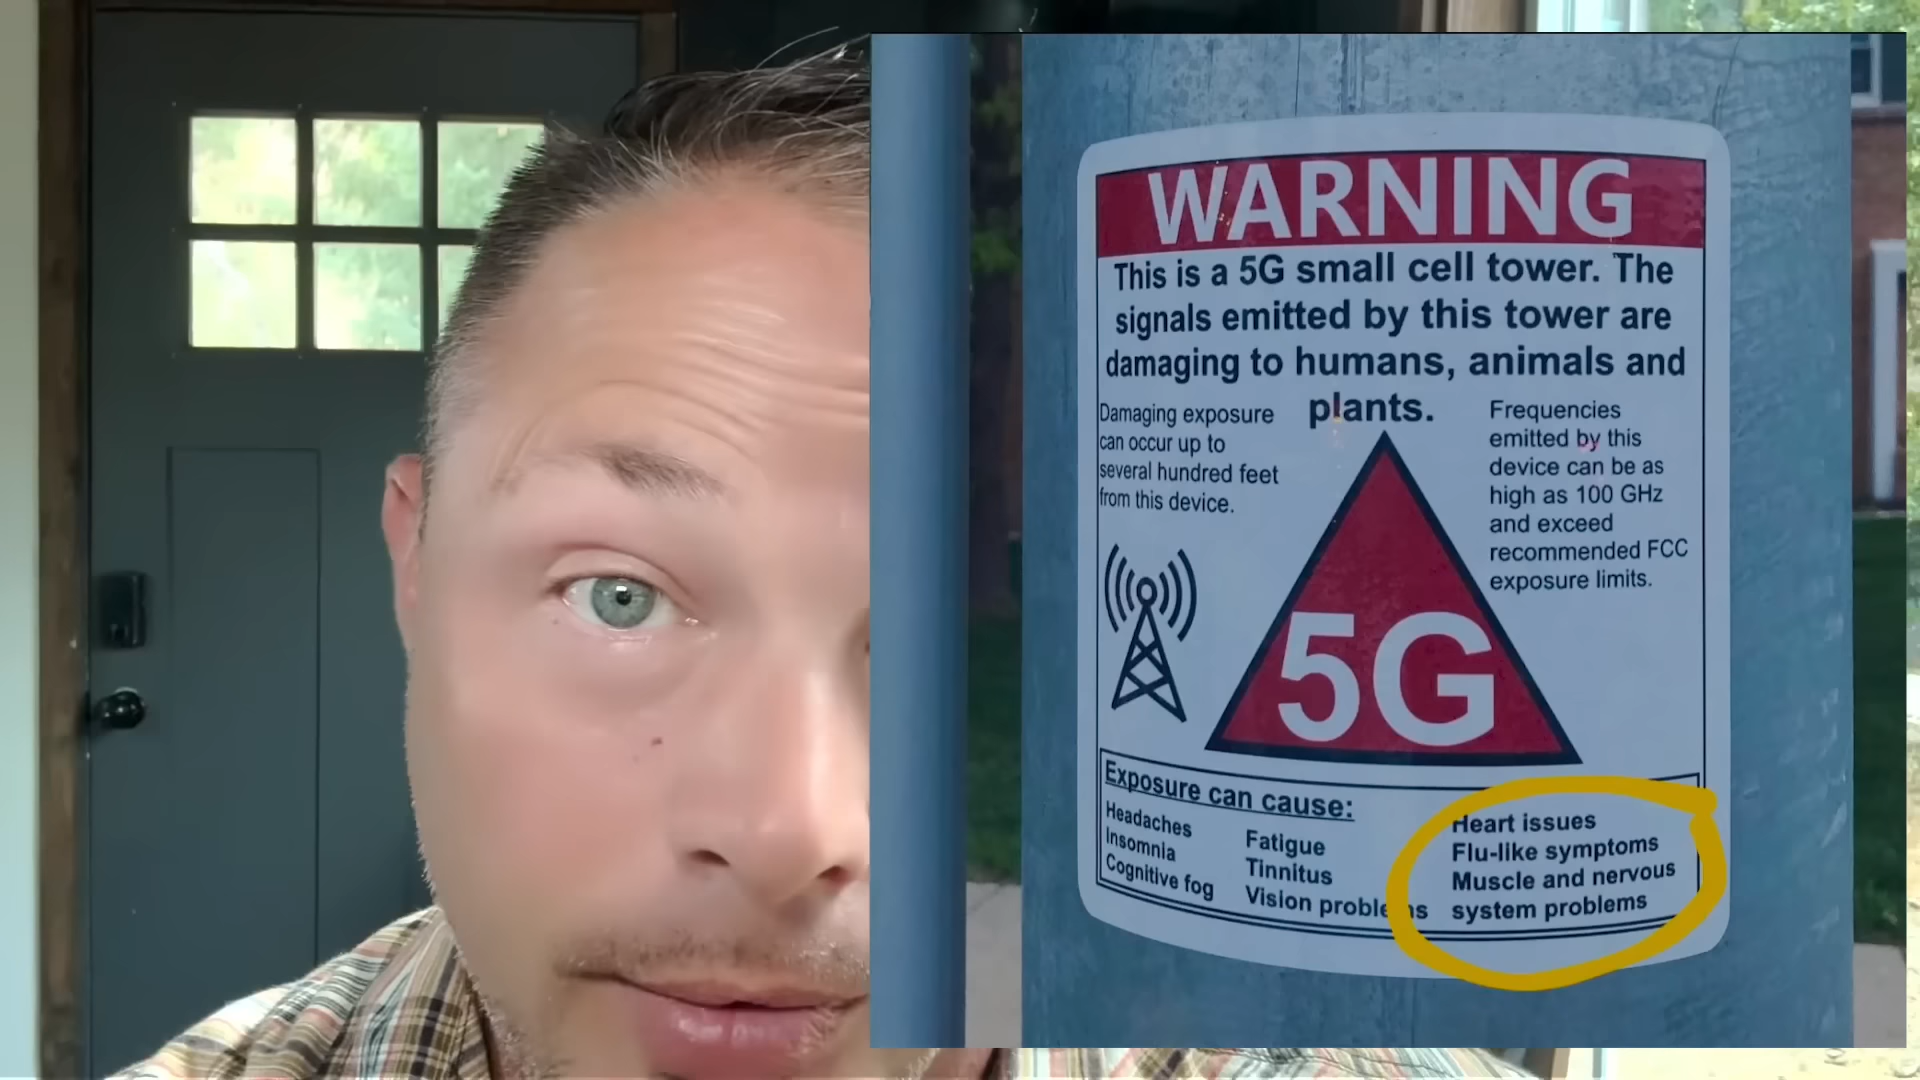 WARNING
This is a 5G small cell tower. The
signals emitted by this tower are
damaging to humans, animals and
plants.
Damaging exposure
can occur up to
several hundred feet
from this device.
Frequencies
emitted by this
device can be as
high as 100 GHz
and exceed
recommended FCC
exposure limits.
5G
Exposure can cause:
Headaches
Insomnia
Cognitive fog
Fatigue
Tinnitus
Vision problems
Heart issues
Flu-like symptoms
Muscle and nervous
system problems